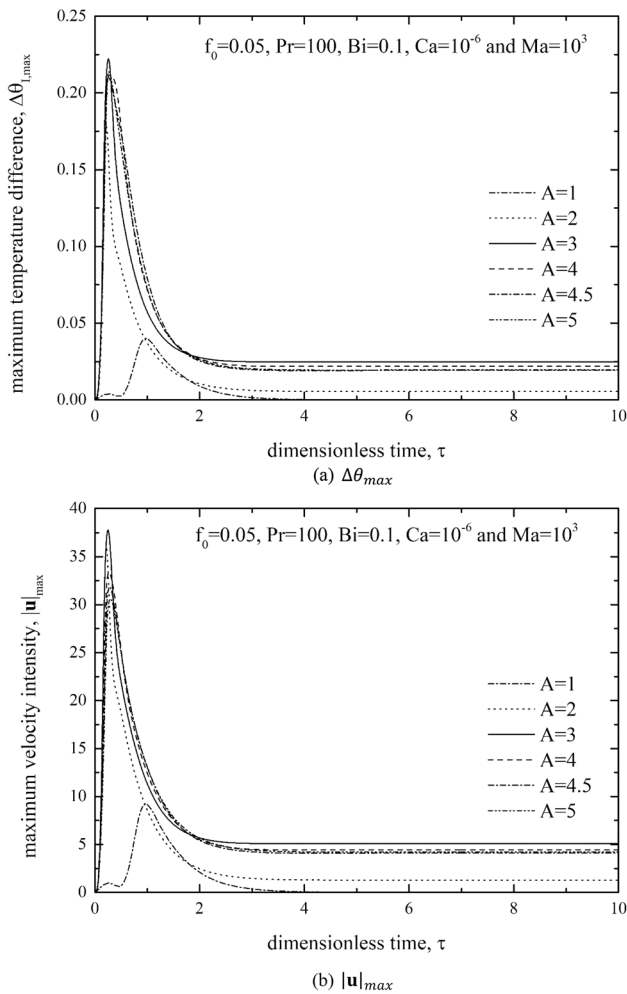 f₀=0.05, Pr=100, Bi=0.1, Ca=10⁻⁶ and Ma=10³
0.25
0.20
0.15
0.10
0.05
0.00
maximum temperature difference, Δθ_I,max
A=1
A=2
A=3
A=4
A=4.5
A=5
0 2 4 6 8 10
dimensionless time, τ
(a) Δθ_max
f₀=0.05, Pr=100, Bi=0.1, Ca=10⁻⁶ and Ma=10³
40
35
30
25
20
15
10
5
0
maximum velocity intensity, |u|_max
A=1
A=2
A=3
A=4
A=4.5
A=5
0 2 4 6 8 10
dimensionless time, τ
(b) |u|_max